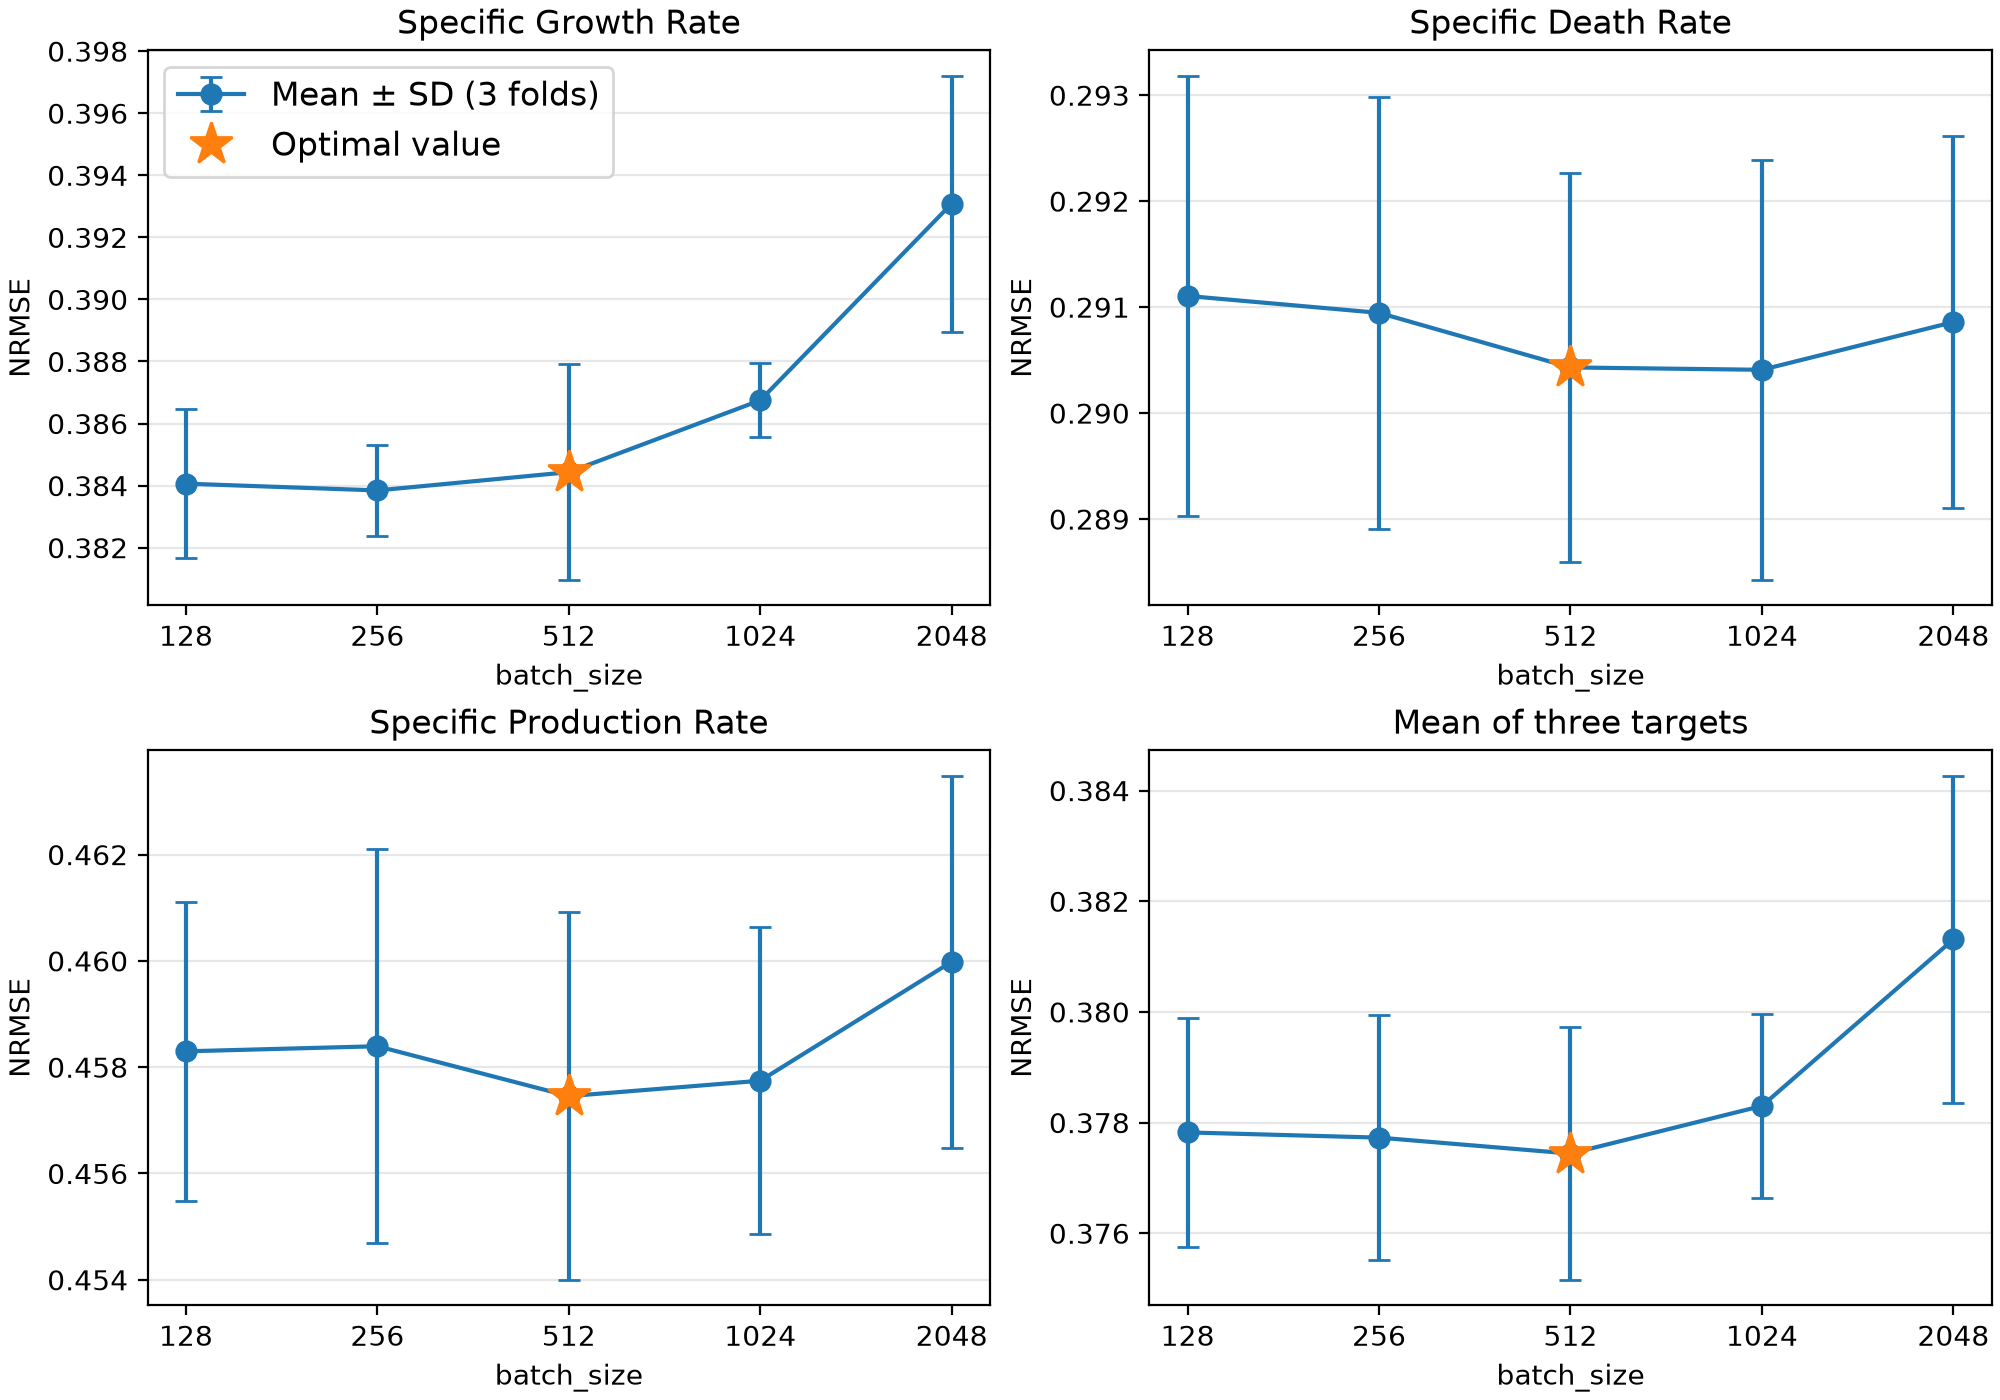 Specific Growth Rate
0.398
0.396
0.394
0.392
0.390
0.388
0.386
0.384
0.382
NRMSE
Mean ± SD (3 folds)
Optimal value
128 256 512 1024 2048
batch_size
Specific Death Rate
0.293
0.292
0.291
0.290
0.289
NRMSE
128 256 512 1024 2048
batch_size
Specific Production Rate
0.462
0.460
0.458
0.456
0.454
NRMSE
128 256 512 1024 2048
batch_size
Mean of three targets
0.384
0.382
0.380
0.378
0.376
NRMSE
128 256 512 1024 2048
batch_size